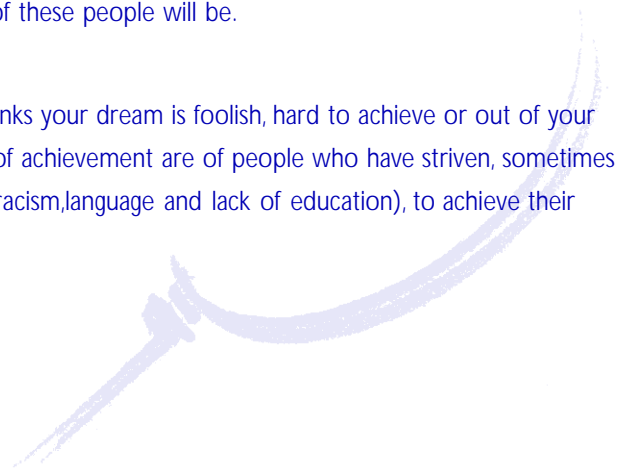 of these people will be.
nks your dream is foolish, hard to achieve or out of your
of achievement are of people who have striven, sometimes
racism,language and lack of education), to achieve their